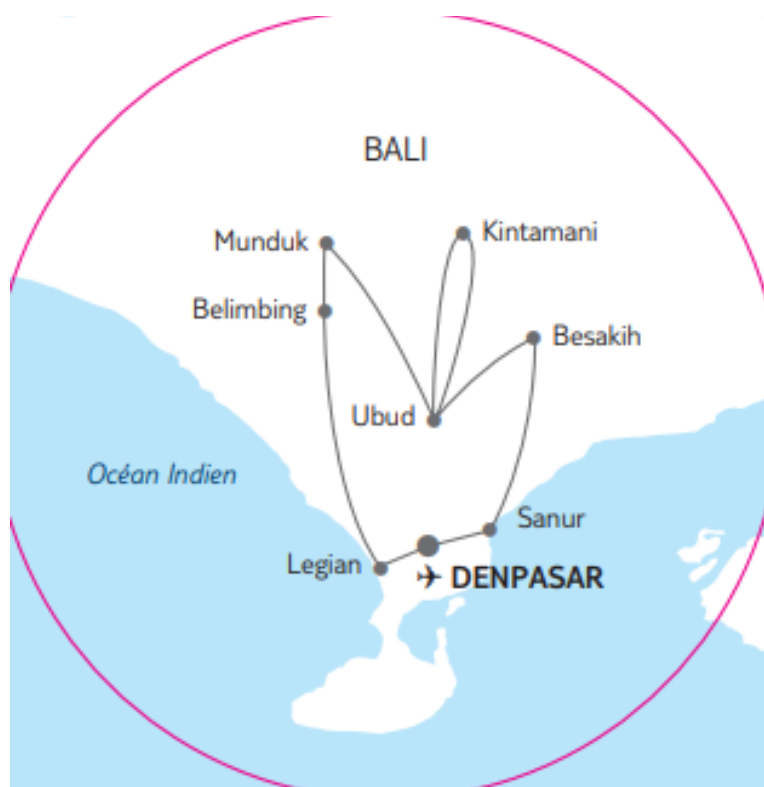 BALI
Munduk
Kintamani
Belimbing
Besakih
Ubud
Océan Indien
Sanur
Legian
DENPASAR